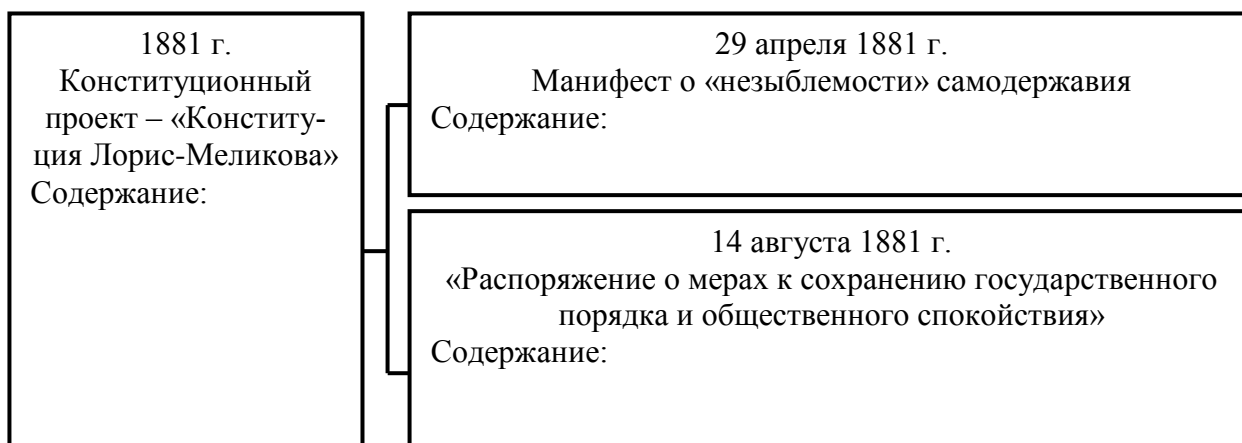 1881 г.
Конституционный
проект – «Конститу-
ция Лорис-Меликова»
Содержание:
29 апреля 1881 г.
Манифест о «незыблемости» самодержавия
Содержание:
14 августа 1881 г.
«Распоряжение о мерах к сохранению государственного
порядка и общественного спокойствия»
Содержание: